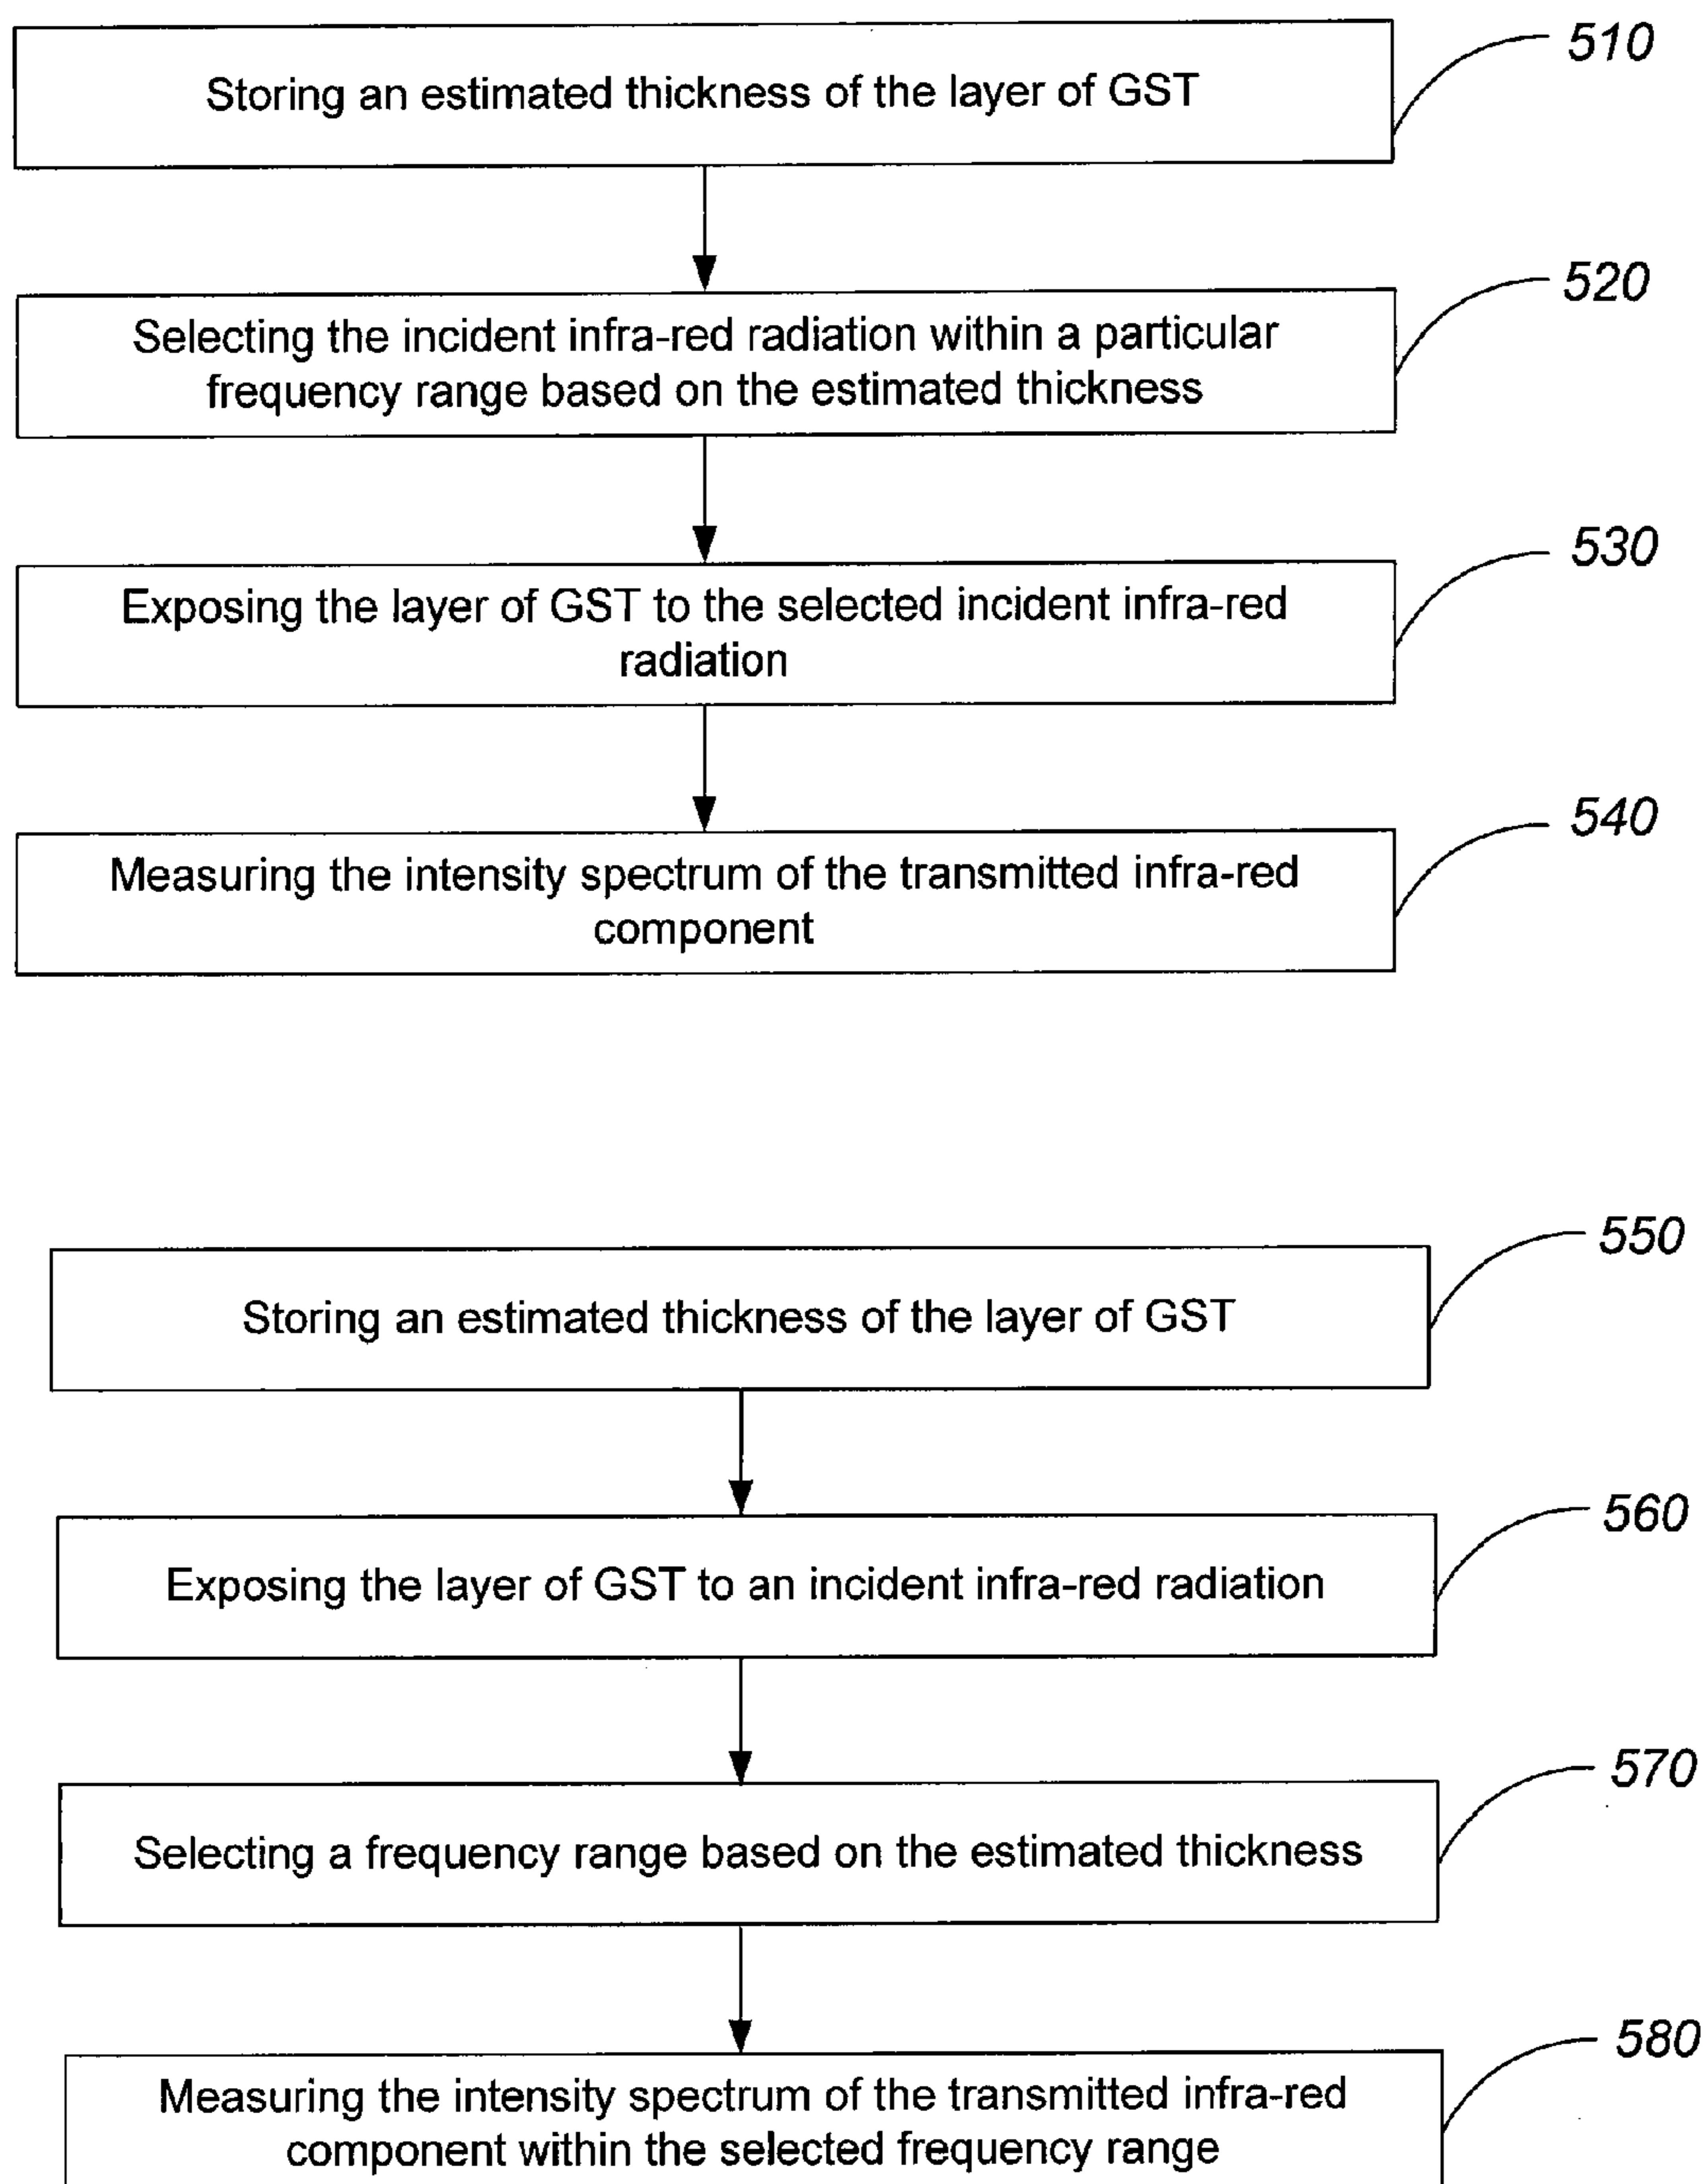 510
Storing an estimated thickness of the layer of GST
520
Selecting the incident infra-red radiation within a particular
frequency range based on the estimated thickness
530
Exposing the layer of GST to the selected incident infra-red
radiation
540
Measuring the intensity spectrum of the transmitted infra-red
component
550
Storing an estimated thickness of the layer of GST
560
Exposing the layer of GST to an incident infra-red radiation
570
Selecting a frequency range based on the estimated thickness
580
Measuring the intensity spectrum of the transmitted infra-red
component within the selected frequency range